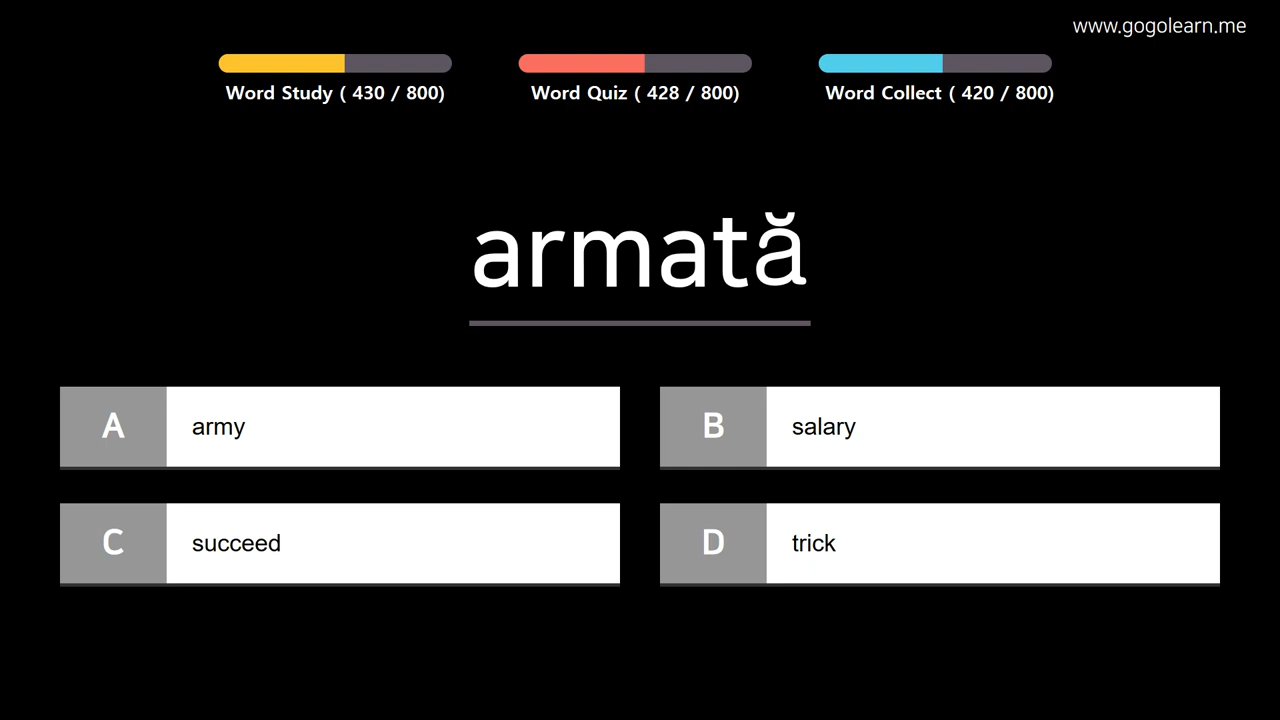 www.gogolearn.me
Word Study ( 430 / 800)
Word Quiz ( 428 / 800)
Word Collect ( 420 / 800)
armată
A army
B salary
C succeed
D trick